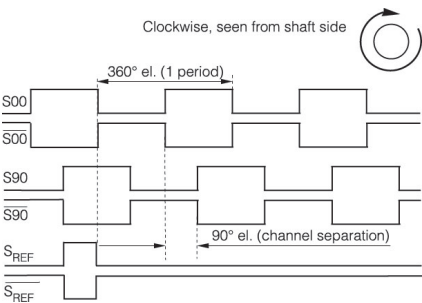 Clockwise, seen from shaft side
360° el. (1 period)
S00
S00
S90
S90
90° el. (channel separation)
SREF
SREF